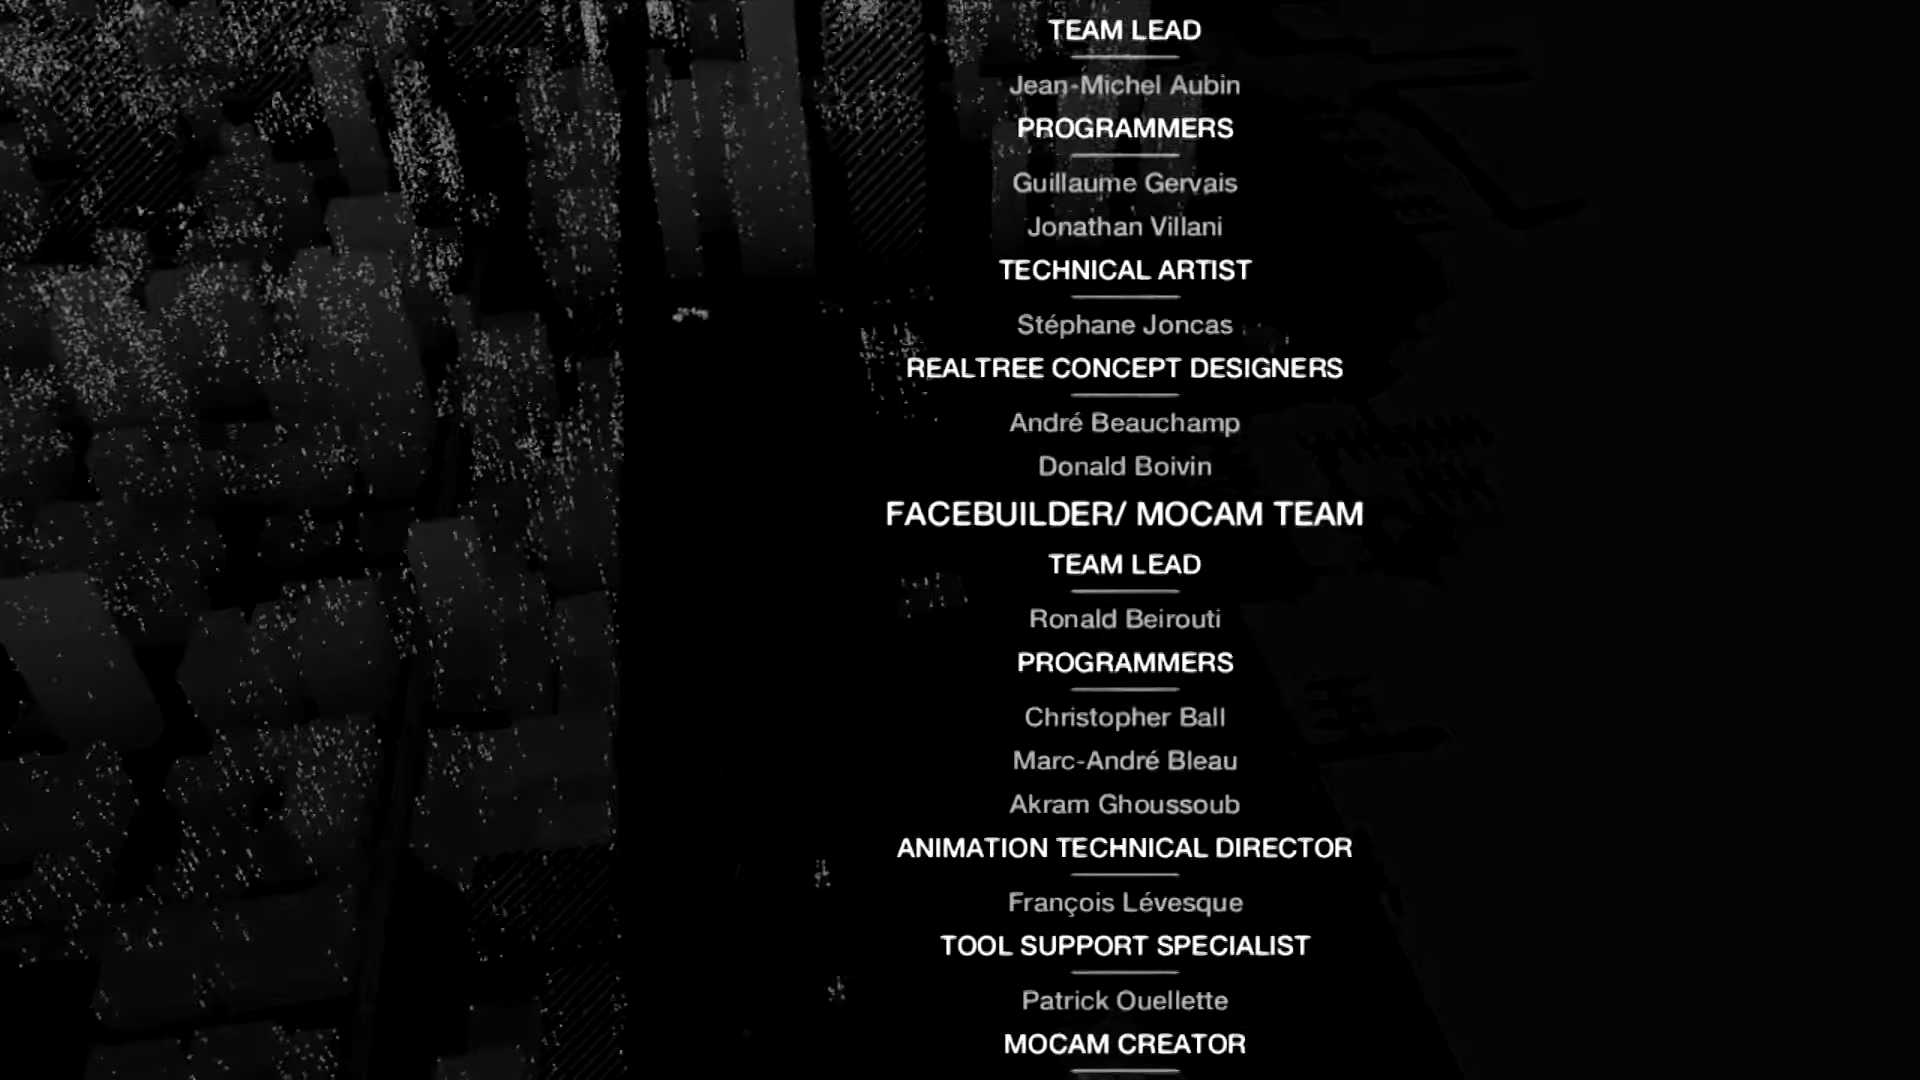 TEAM LEAD
Jean-Michel Aubin
PROGRAMMERS
Guillaume Gervais
Jonathan Villani
TECHNICAL ARTIST
Stéphane Joncas
REALTREE CONCEPT DESIGNERS
André Beauchamp
Donald Boivin
FACEBUILDER/ MOCAM TEAM
TEAM LEAD
Ronald Beirouti
PROGRAMMERS
Christopher Ball
Marc-André Bleau
Akram Ghoussoub
ANIMATION TECHNICAL DIRECTOR
François Lévesque
TOOL SUPPORT SPECIALIST
Patrick Ouellette
MOCAM CREATOR